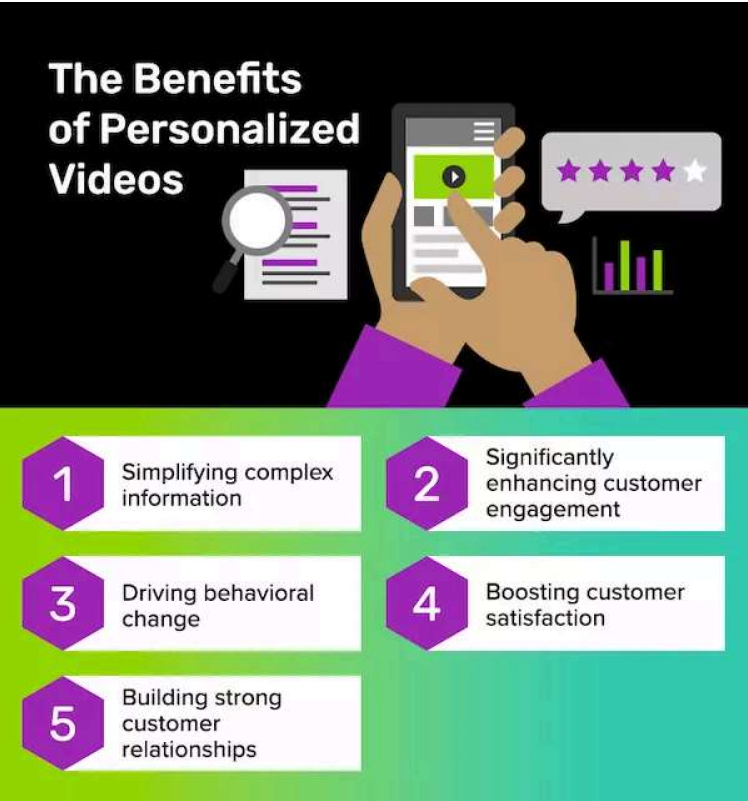 The Benefits
of Personalized
Videos
1
Simplifying complex
information
2
Significantly
enhancing customer
engagement
3
Driving behavioral
change
4
Boosting customer
satisfaction
5
Building strong
customer
relationships